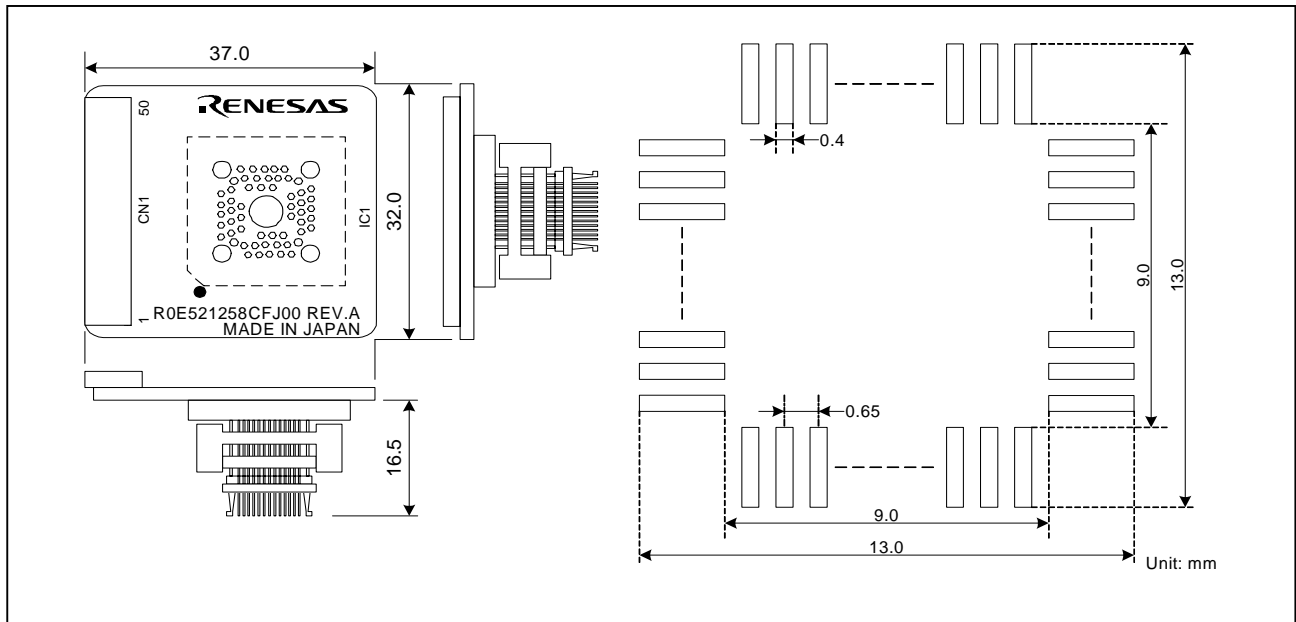 37.0
RENESAS
50
CN1
1
IC1
R0E521258CFJ00 REV.A
MADE IN JAPAN
32.0
16.5
0.4
9.0
13.0
0.65
9.0
13.0
Unit: mm